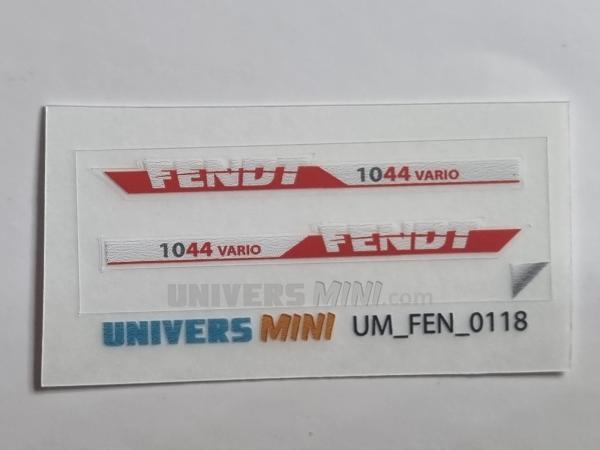 FENDT 1044 VARIO
1044 VARIO FENDT
UNIVERS MINI.com
UNIVERS MINI UM_FEN_0118